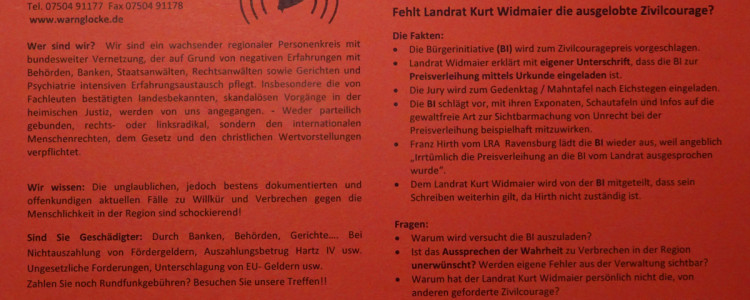 Tel. 07504 91177  Fax 07504 91178
www.warnglocke.de
Wer sind wir?  Wir sind ein wachsender regionaler Personenkreis mit
bundesweiter Vernetzung, der auf Grund von negativen Erfahrungen mit
Behörden, Banken, Staatsanwälten, Rechtsanwälten sowie Gerichten und
Psychiatrie intensiven Erfahrungsaustausch pflegt. Insbesondere die von
Fachleuten bestätigten landesbekannten, skandalösen Vorgänge in der
heimischen Justiz, werden von uns angegangen. - Weder parteilich
gebunden, rechts- oder linksradikal, sondern den internationalen
Menschenrechten, dem Gesetz und den christlichen Wertvorstellungen
verpflichtet.
Wir wissen: Die unglaublichen, jedoch bestens dokumentierten und
offenkundigen aktuellen Fälle zu Willkür und Verbrechen gegen die
Menschlichkeit in der Region sind schockierend!
Sind Sie Geschädigter: Durch Banken, Behörden, Gerichte.... Bei
Nichtauszahlung von Fördergeldern, Auszahlungsbetrug Hartz IV usw.
Ungesetzliche Forderungen, Unterschlagung von EU- Geldern usw.
Zahlen Sie noch Rundfunkgebühren? Besuchen Sie unsere Treffen!!
Fehlt Landrat Kurt Widmaier die ausgelobte Zivilcourage?
Die Fakten:
• Die Bürgerinitiative (BI) wird zum Zivilcouragepreis vorgeschlagen.
• Landrat Widmaier erklärt mit eigener Unterschrift, dass die BI zur
Preisverleihung mittels Urkunde eingeladen ist.
• Die Jury wird zum Gedenktag / Mahntafel nach Eichstegen eingeladen.
• Die BI schlägt vor, mit ihren Exponaten, Schautafeln und Infos auf die
gewaltfreie Art zur Sichtbarmachung von Unrecht bei der
Preisverleihung beispielhaft mitzuwirken.
• Franz Hirth vom LRA  Ravensburg lädt die BI wieder aus, weil angeblich
„Irrtümlich die Preisverleihung an die BI vom Landrat ausgesprochen
wurde".
• Dem Landrat Kurt Widmaier wird von der BI mitgeteilt, dass sein
Schreiben weiterhin gilt, da Hirth nicht zuständig ist.
Fragen:
• Warum wird versucht die BI auszuladen?
• Ist das Aussprechen der Wahrheit zu Verbrechen in der Region
unerwünscht? Werden eigene Fehler aus der Verwaltung sichtbar?
• Warum hat der Landrat Kurt Widmaier persönlich nicht die, von
anderen geforderte Zivilcourage?